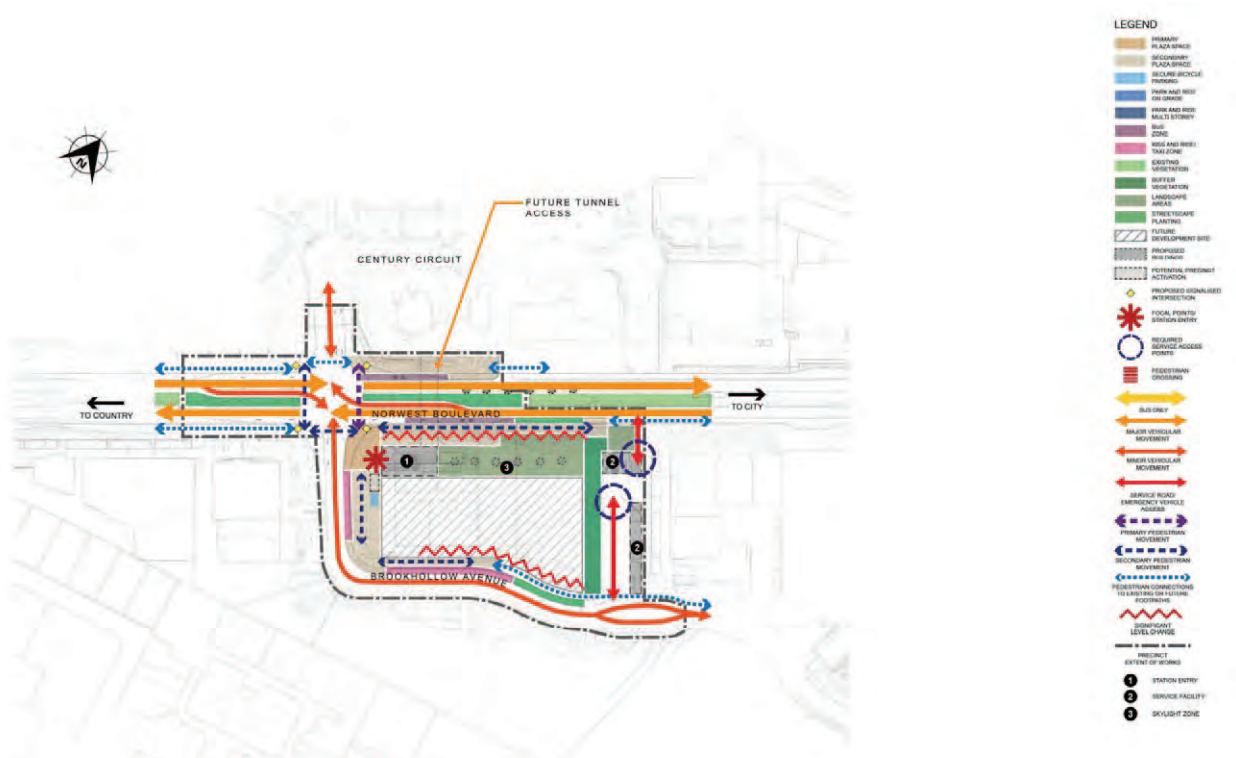 LEGEND
PRIMARY
PLAZA SPACE
SECONDARY
PLAZA SPACE
SECURE BICYCLE
PARKING
PARK AND RIDE
ON GRADE
PARK AND RIDE
MULTI STOREY
BUS
ZONE
KISS AND RIDE/
TAXI ZONE
EXISTING
VEGETATION
BUFFER
VEGETATION
LANDSCAPE
AREAS
STREETSCAPE
PLANTING
FUTURE
DEVELOPMENT SITE
PROPOSED
BUILDINGS
POTENTIAL PRECINCT
ACTIVATION
PROPOSED SIGNALISED
INTERSECTION
FOCAL POINTS/
STATION ENTRY
REQUIRED
SERVICE ACCESS
POINTS
PEDESTRIAN
CROSSING
BUS ONLY
MAJOR VEHICULAR
MOVEMENT
MINOR VEHICULAR
MOVEMENT
SERVICE ROAD/
EMERGENCY VEHICLE
ACCESS
PRIMARY PEDESTRIAN
MOVEMENT
SECONDARY PEDESTRIAN
MOVEMENT
PEDESTRIAN CONNECTIONS
TO EXISTING OR FUTURE
FOOTPATHS
SIGNIFICANT
LEVEL CHANGE
PRECINCT
EXTENT OF WORKS
1 STATION ENTRY
2 SERVICE FACILITY
3 SKYLIGHT ZONE
N
FUTURE TUNNEL
ACCESS
CENTURY CIRCUIT
TO COUNTRY
NORWEST BOULEVARD
TO CITY
1
3
2
2
BROOKHOLLOW AVENUE